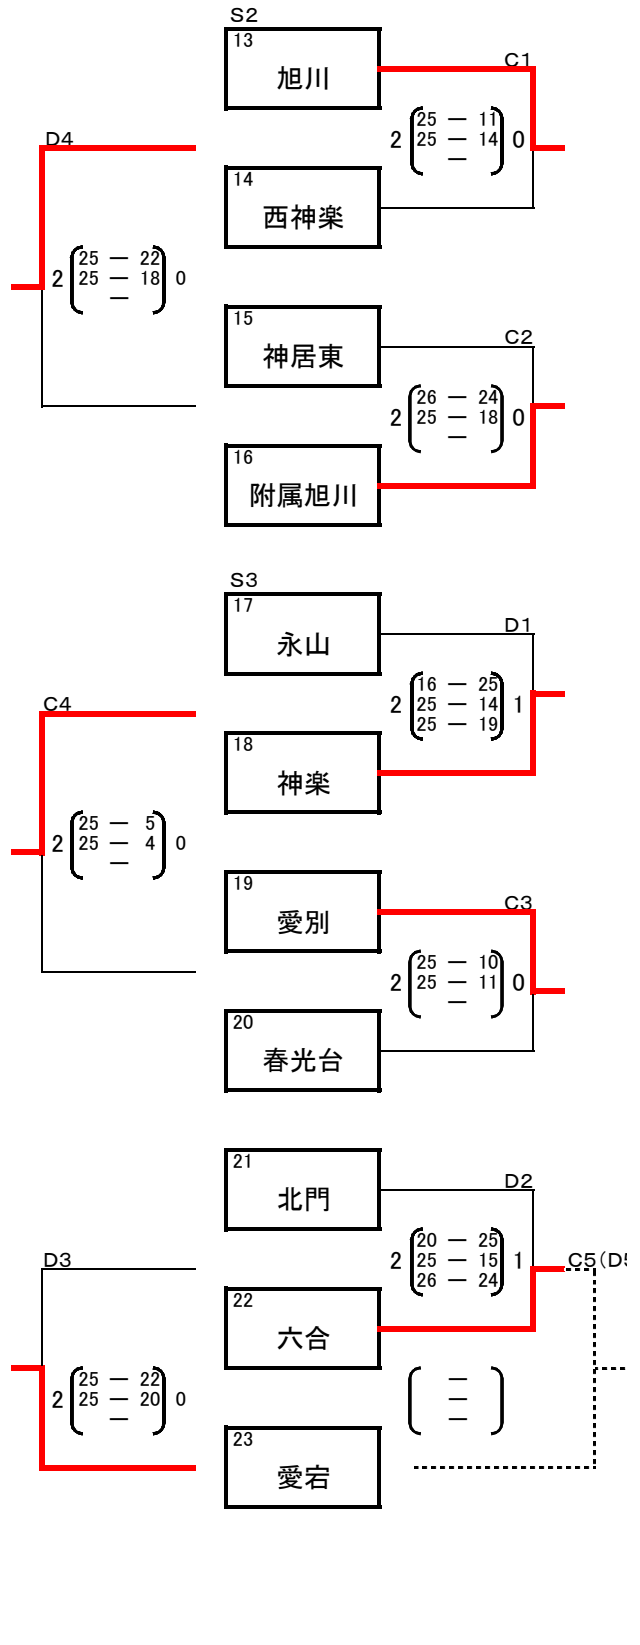 S2
13
旭川
C1
2 25 — 11 0
25 — 14
—
D4
14
西神楽
2 25 — 22 0
25 — 18
—
15
神居東
C2
2 26 — 24 0
25 — 18
—
16
附属旭川
S3
17
永山
D1
2 16 — 25 1
25 — 14
25 — 19
C4
18
神楽
2 25 — 5 0
25 — 4
—
19
愛別
C3
2 25 — 10 0
25 — 11
—
20
春光台
21
北門
D2
2 20 — 25 1
25 — 15
26 — 24
D3
C5(D5
22
六合
2 25 — 22 0
25 — 20
—
—
—
—
23
愛宕